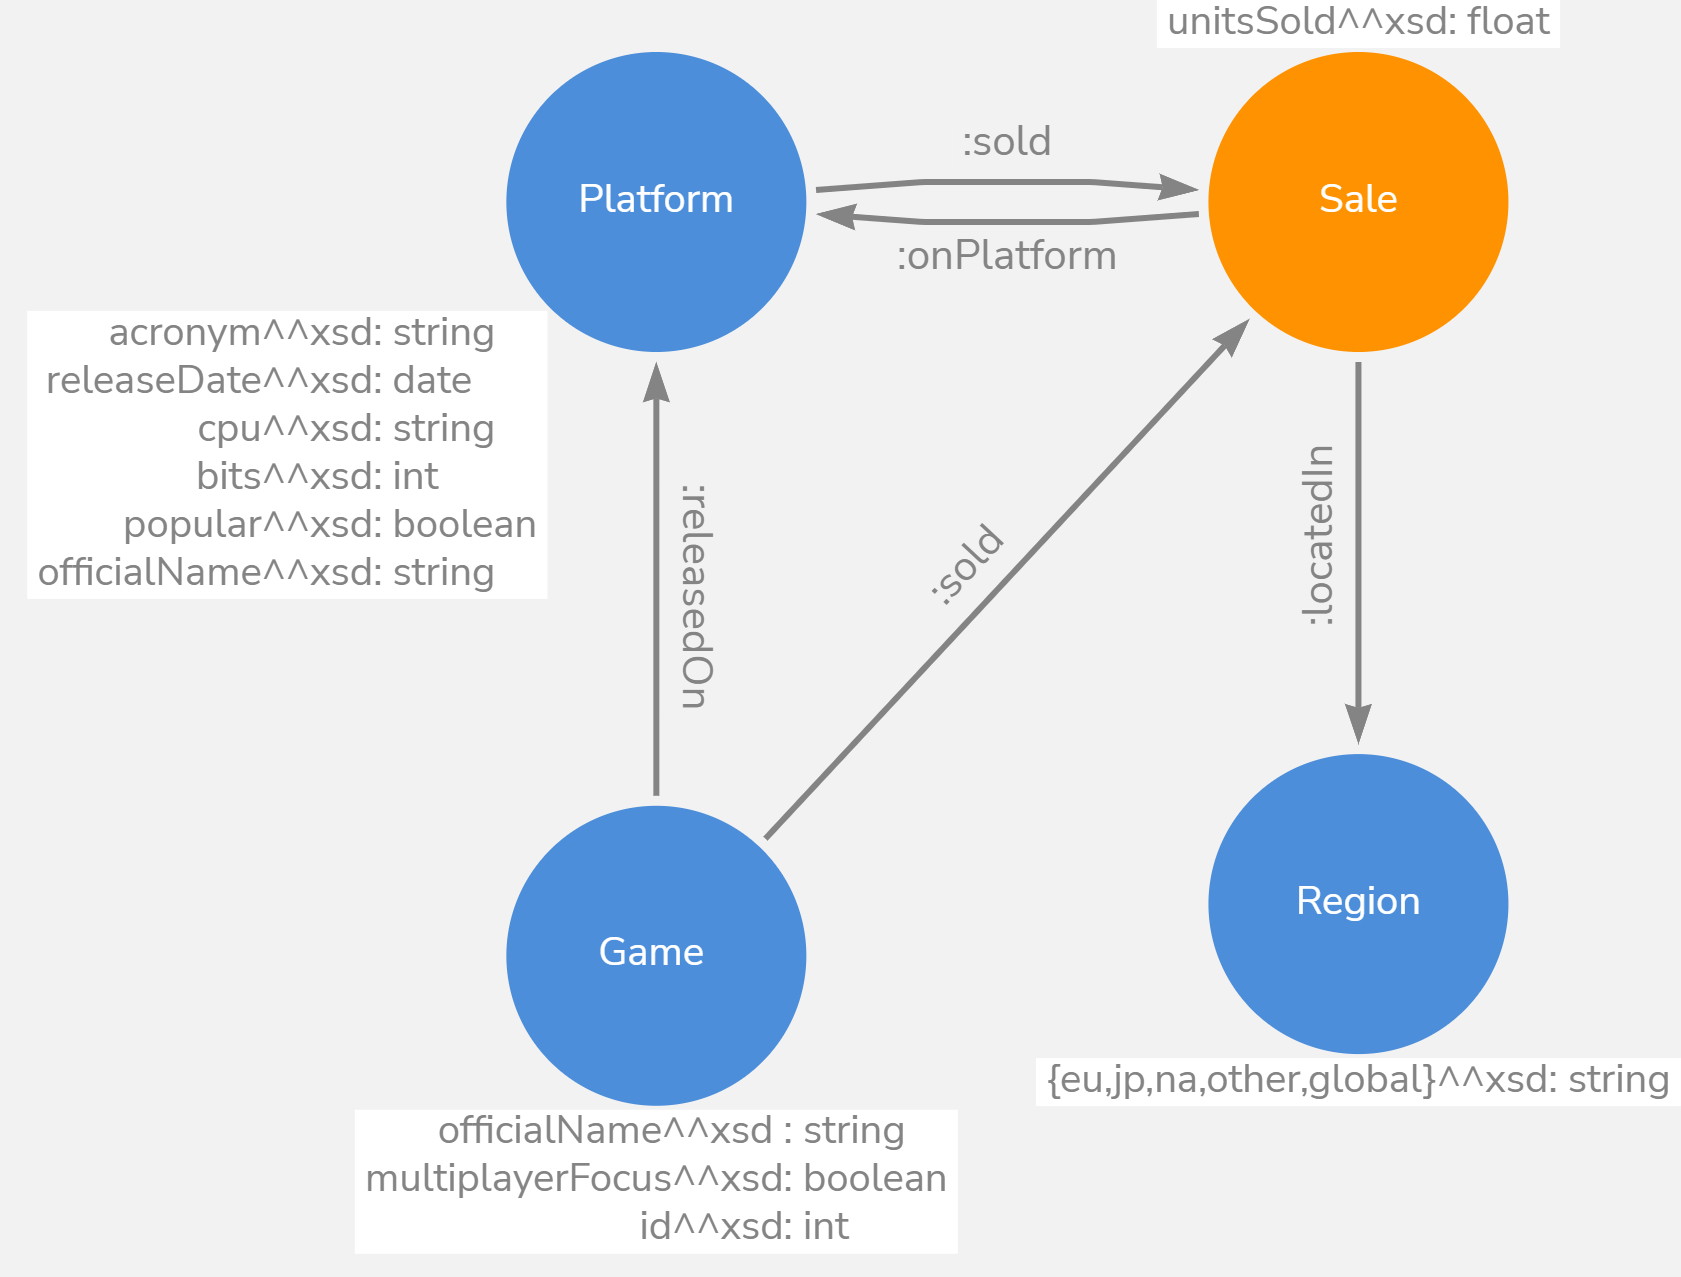 unitsSold^^xsd: float
:sold
Platform
Sale
:onPlatform
acronym^^xsd: string
releaseDate^^xsd: date
cpu^^xsd: string
bits^^xsd: int
popular^^xsd: boolean
officialName^^xsd: string
:releasedOn
:sold
:locatedIn
Game
Region
{eu,jp,na,other,global}^^xsd: string
officialName^^xsd : string
multiplayerFocus^^xsd: boolean
id^^xsd: int